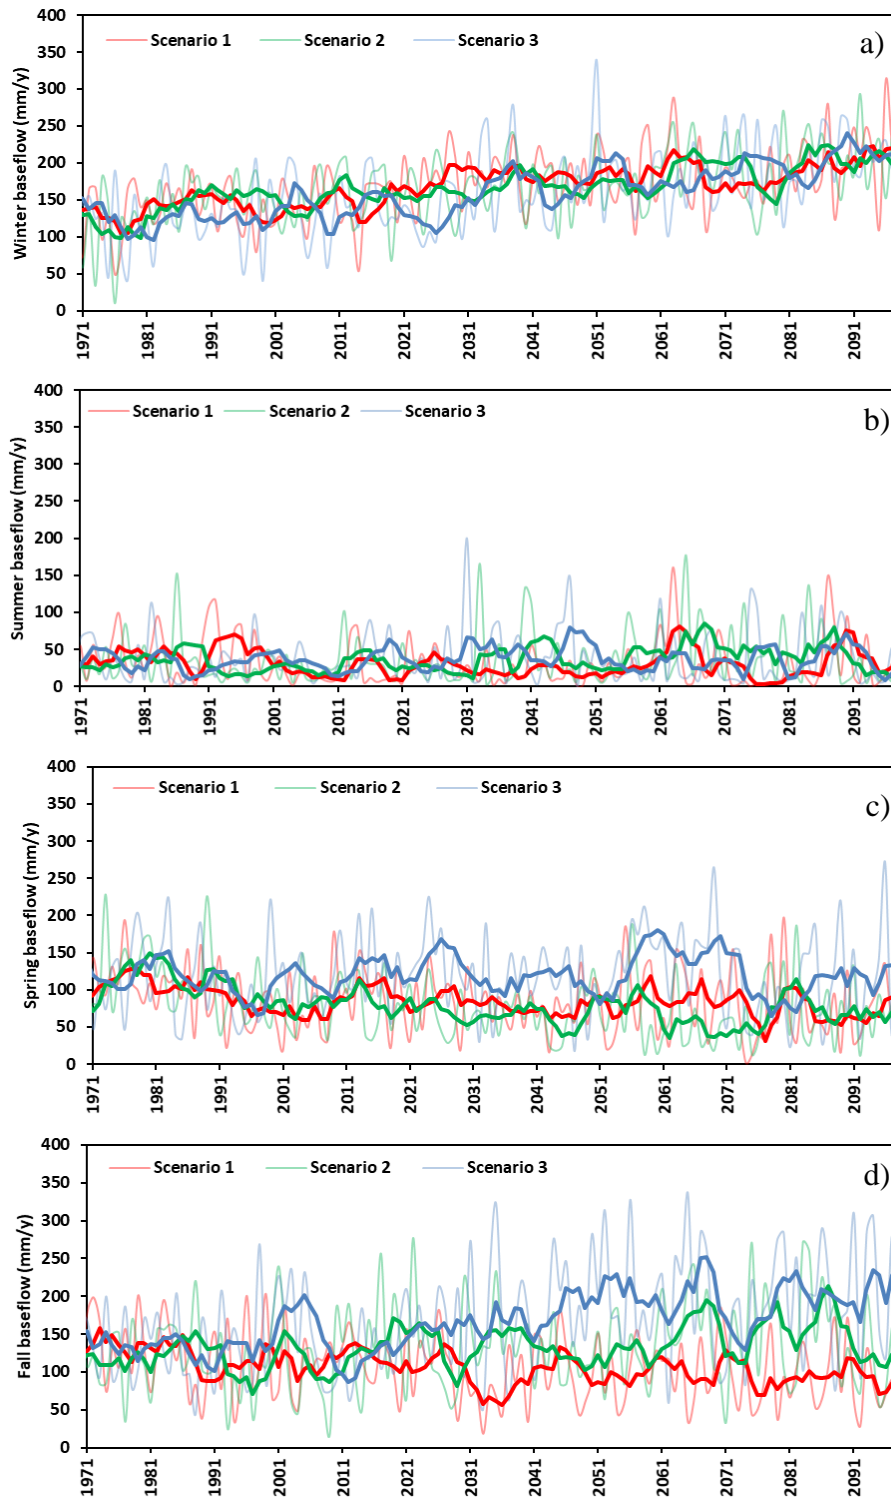 400
350
300
250
200
150
100
50
0
Winter baseflow (mm/y)
Scenario 1 Scenario 2 Scenario 3
a)
1971 1981 1991 2001 2011 2021 2031 2041 2051 2061 2071 2081 2091
400
350
300
250
200
150
100
50
0
Summer baseflow (mm/y)
Scenario 1 Scenario 2 Scenario 3
b)
1971 1981 1991 2001 2011 2021 2031 2041 2051 2061 2071 2081 2091
400
350
300
250
200
150
100
50
0
Spring baseflow (mm/y)
Scenario 1 Scenario 2 Scenario 3
c)
1971 1981 1991 2001 2011 2021 2031 2041 2051 2061 2071 2081 2091
400
350
300
250
200
150
100
50
0
Fall baseflow (mm/y)
Scenario 1 Scenario 2 Scenario 3
d)
1971 1981 1991 2001 2011 2021 2031 2041 2051 2061 2071 2081 2091